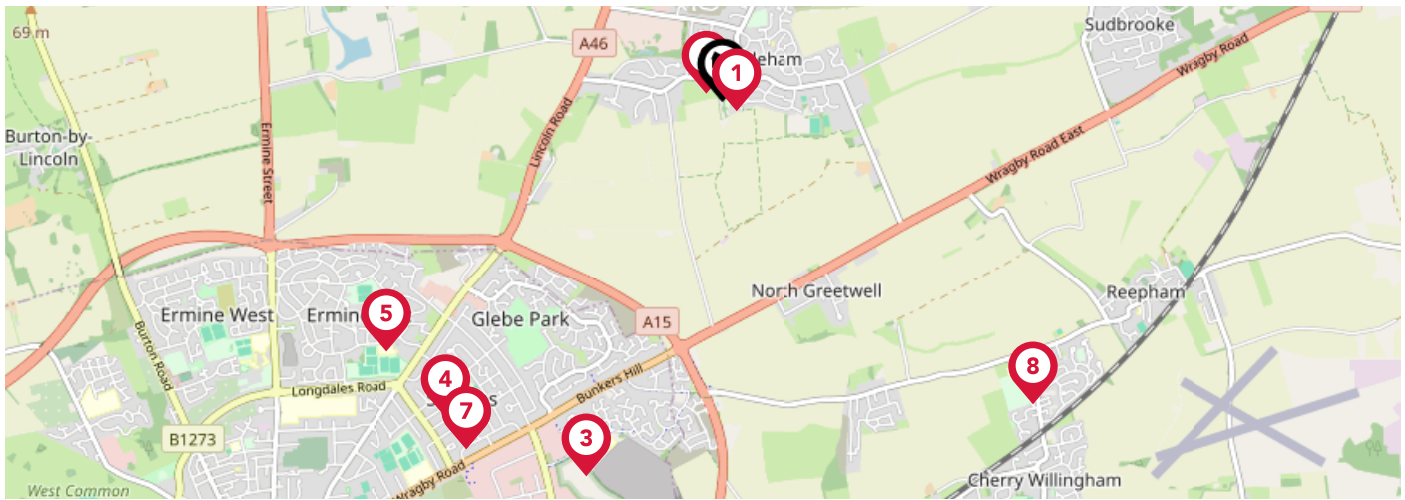 69 m
A46
1
Sudbrooke
Wragby Road
Burton-by-
Lincoln
Ermine Street
Lincoln Road
Wragby Road East
North Greetwell
Reepham
Ermine West
5
Glebe Park
A15
Burton Road
Longdales Road
Bunkers Hill
4
7
8
3
B1273
Wragby Road
West Common
Cherry Willingham